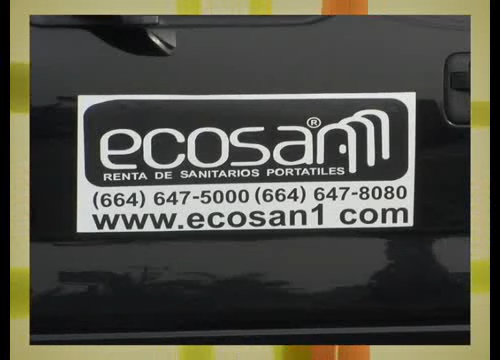 ecosan®
RENTA DE SANITARIOS PORTATILES
(664) 647-5000 (664) 647-8080
www.ecosan1 com